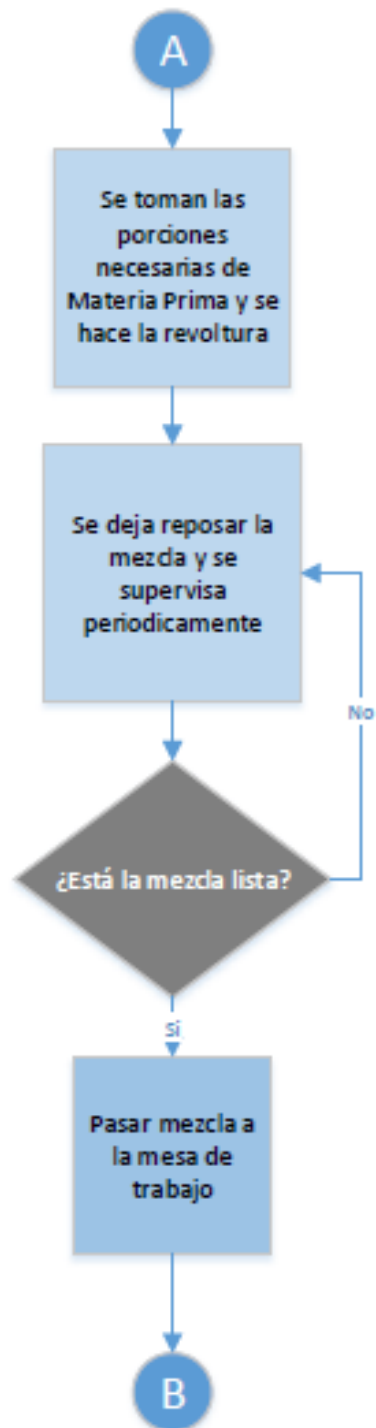 A
Se toman las
porciones
necesarias de
Materia Prima y se
hace la revoltura
Se deja reposar la
mezcla y se
supervisa
periodicamente
No
¿Está la mezcla lista?
Sí
Pasar mezcla a
la mesa de
trabajo
B